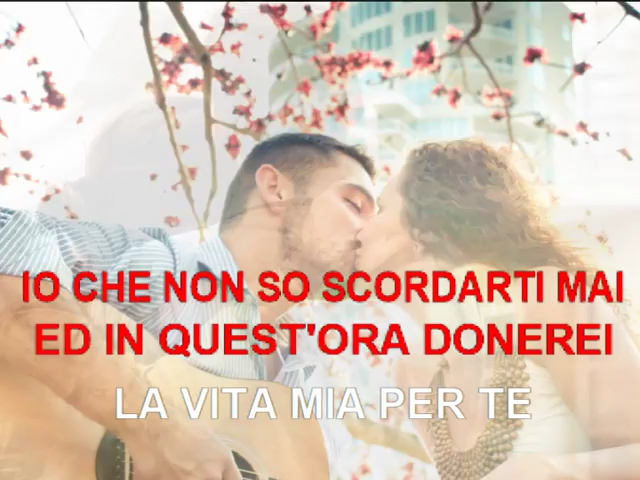 IO CHE NON SO SCORDARTI MAI
ED IN QUEST'ORA DONEREI
LA VITA MIA PER TE